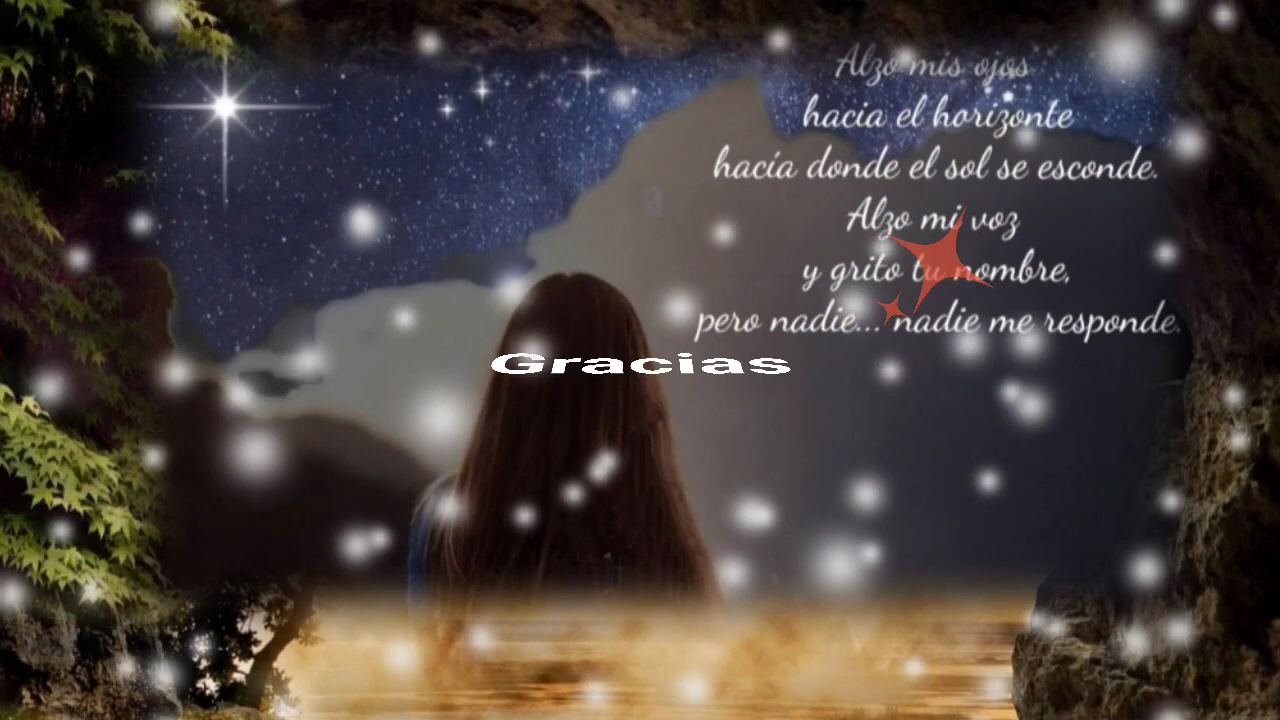 Alzo mis ojos
hacia el horizonte
hacia donde el sol se esconde.
Alzo mi voz
y grito tu nombre,
pero nadie... nadie me responde.
Gracias